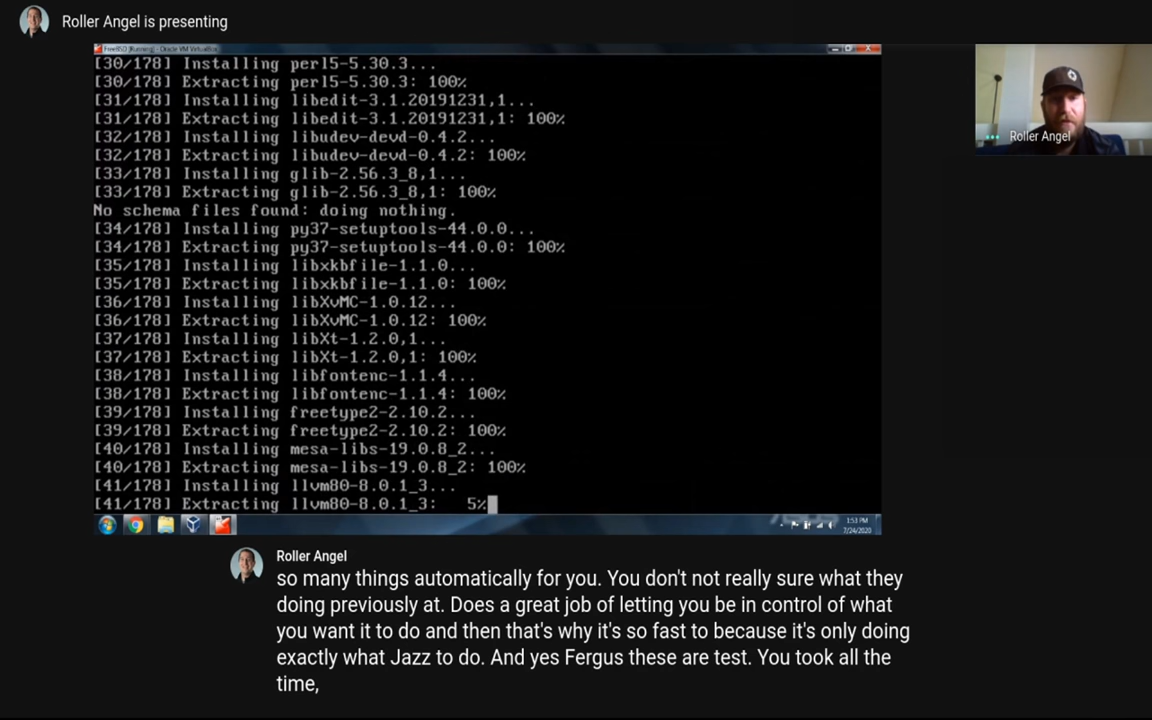 Roller Angel is presenting
FreeBSD [Running] - Oracle VM VirtualBox
[30/178] Installing perl5-5.30.3...
[30/178] Extracting perl5-5.30.3: 100%
[31/178] Installing libedit-3.1.20191231,1...
[31/178] Extracting libedit-3.1.20191231,1: 100%
[32/178] Installing libudev-devd-0.4.2...
[32/178] Extracting libudev-devd-0.4.2: 100%
[33/178] Installing glib-2.56.3_8,1...
[33/178] Extracting glib-2.56.3_8,1: 100%
No schema files found: doing nothing.
[34/178] Installing py37-setuptools-44.0.0...
[34/178] Extracting py37-setuptools-44.0.0: 100%
[35/178] Installing libxkbfile-1.1.0...
[35/178] Extracting libxkbfile-1.1.0: 100%
[36/178] Installing libXvMC-1.0.12...
[36/178] Extracting libXvMC-1.0.12: 100%
[37/178] Installing libXt-1.2.0,1...
[37/178] Extracting libXt-1.2.0,1: 100%
[38/178] Installing libfontenc-1.1.4...
[38/178] Extracting libfontenc-1.1.4: 100%
[39/178] Installing freetype2-2.10.2...
[39/178] Extracting freetype2-2.10.2: 100%
[40/178] Installing mesa-libs-19.0.8_2...
[40/178] Extracting mesa-libs-19.0.8_2: 100%
[41/178] Installing llvm80-8.0.1_3...
[41/178] Extracting llvm80-8.0.1_3: 5%
1:53 PM
7/24/2020
Roller Angel
Roller Angel
so many things automatically for you. You don't not really sure what they
doing previously at. Does a great job of letting you be in control of what
you want it to do and then that's why it's so fast to because it's only doing
exactly what Jazz to do. And yes Fergus these are test. You took all the
time,